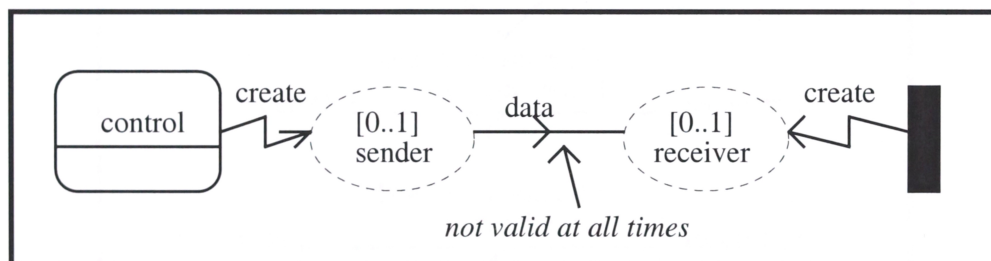 control
create
[0..1]
sender
data
[0..1]
receiver
create
not valid at all times